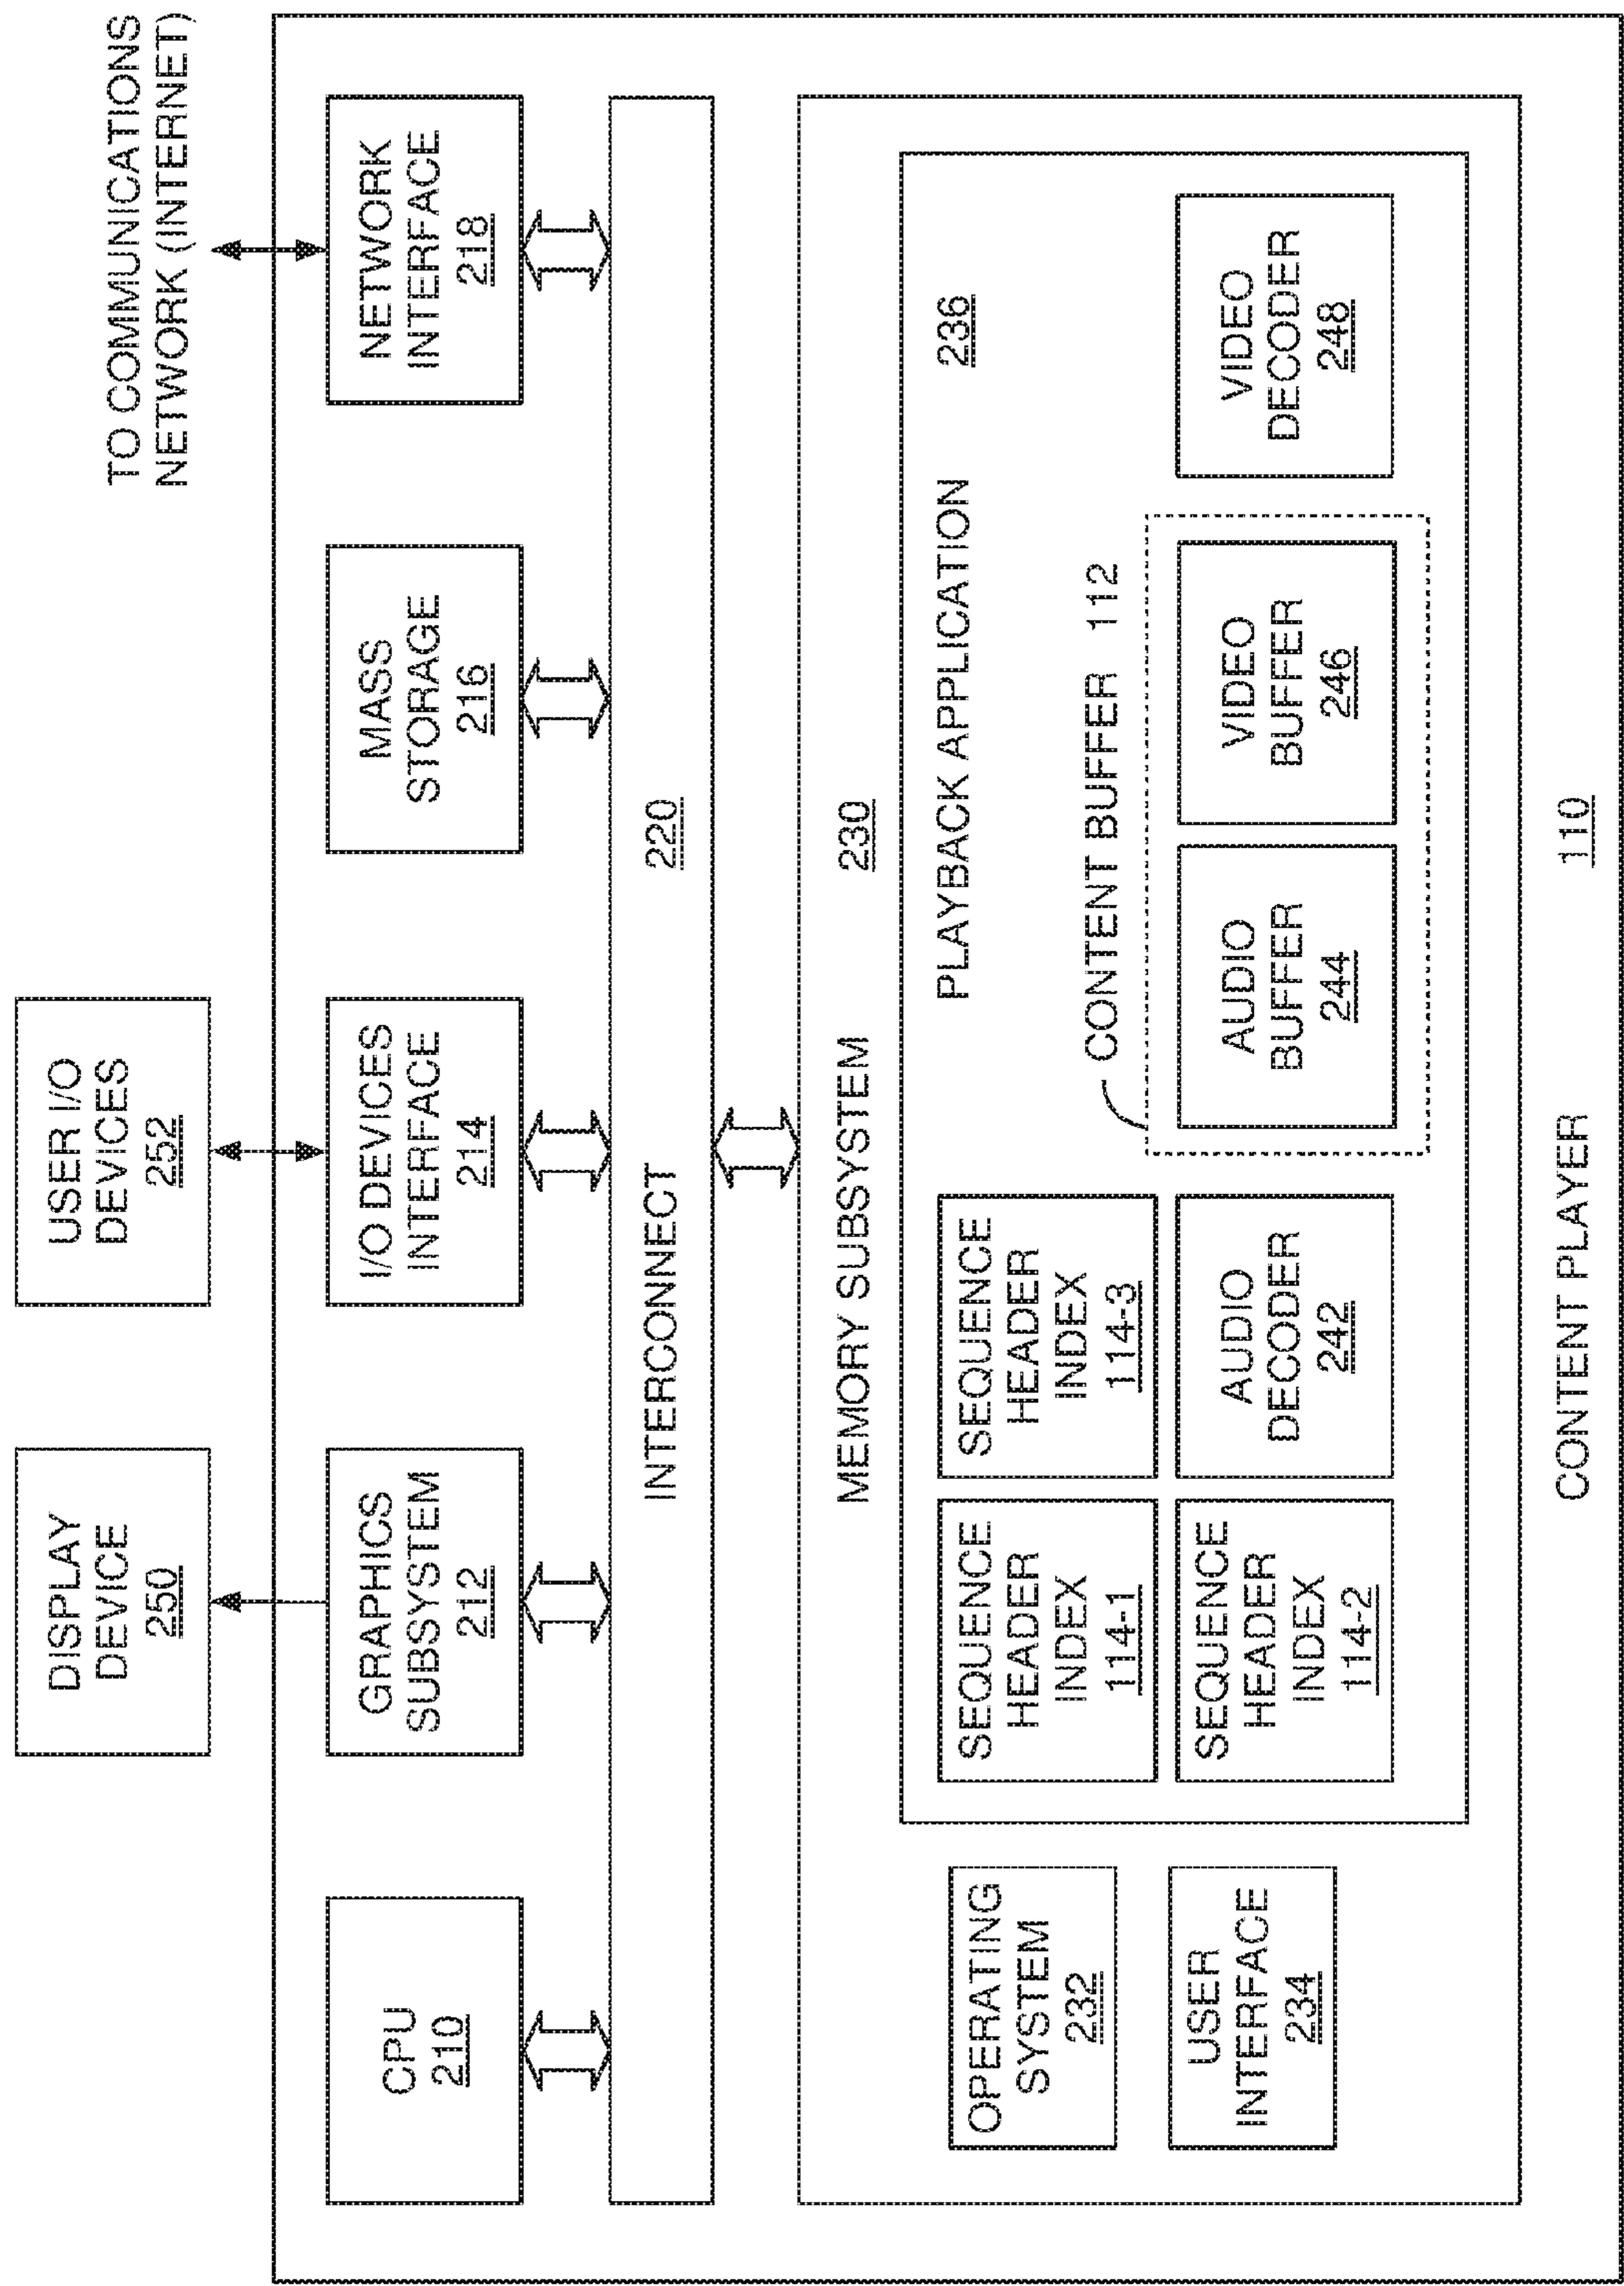 DISPLAY
DEVICE
250
USER I/O
DEVICES
252
TO COMMUNICATIONS
NETWORK (INTERNET)
CPU
210
GRAPHICS
SUBSYSTEM
212
I/O DEVICES
INTERFACE
214
MASS
STORAGE
216
NETWORK
INTERFACE
218
INTERCONNECT
220
MEMORY SUBSYSTEM
230
OPERATING
SYSTEM
232
USER
INTERFACE
234
PLAYBACK APPLICATION
236
SEQUENCE
HEADER
INDEX
114-1
SEQUENCE
HEADER
INDEX
114-3
SEQUENCE
HEADER
INDEX
114-2
AUDIO
DECODER
242
CONTENT BUFFER 112
AUDIO
BUFFER
244
VIDEO
BUFFER
246
VIDEO
DECODER
248
CONTENT PLAYER
110